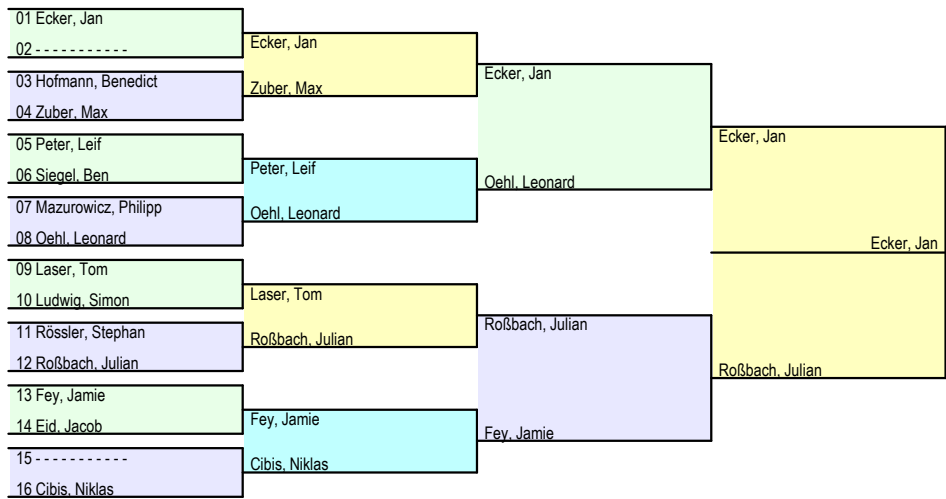 01 Ecker, Jan
02 - - - - - - - - - - -
03 Hofmann, Benedict
04 Zuber, Max
05 Peter, Leif
06 Siegel, Ben
07 Mazurowicz, Philipp
08 Oehl, Leonard
09 Laser, Tom
10 Ludwig, Simon
11 Rössler, Stephan
12 Roßbach, Julian
13 Fey, Jamie
14 Eid, Jacob
15 - - - - - - - - - - -
16 Cibis, Niklas
Ecker, Jan
Zuber, Max
Peter, Leif
Oehl, Leonard
Laser, Tom
Roßbach, Julian
Fey, Jamie
Cibis, Niklas
Ecker, Jan
Oehl, Leonard
Roßbach, Julian
Fey, Jamie
Ecker, Jan
Roßbach, Julian
Ecker, Jan